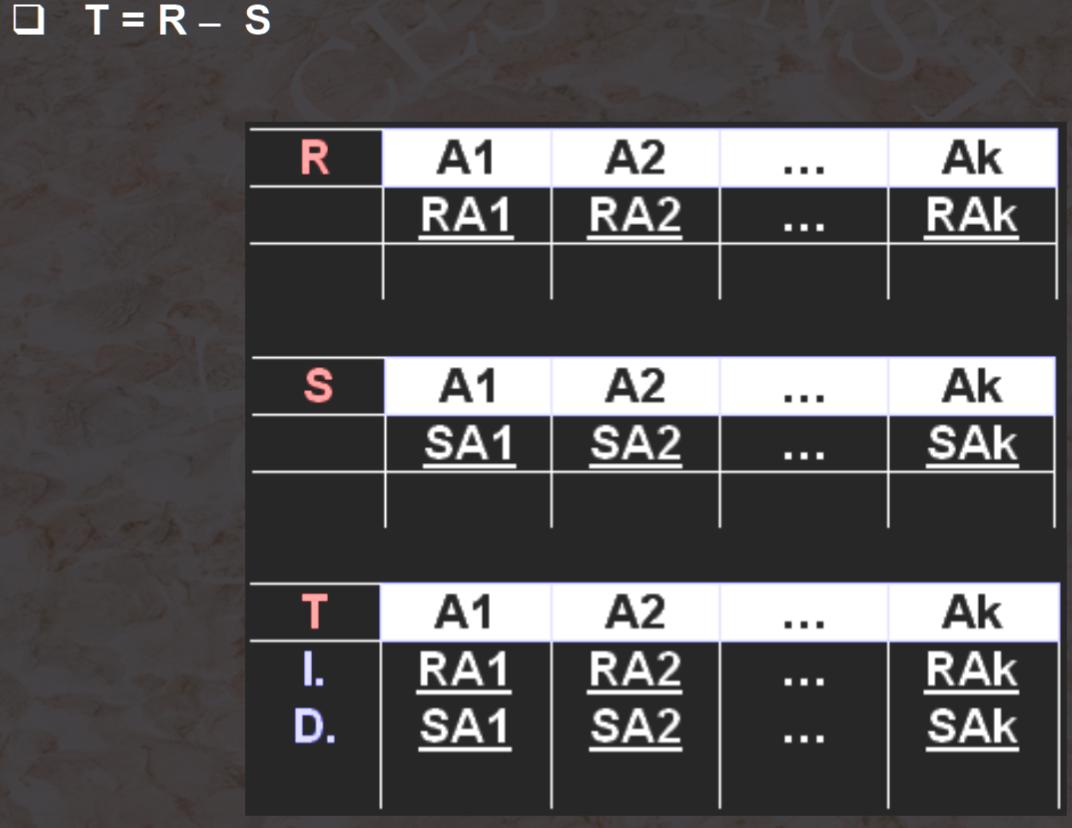 ❑ T = R – S
R A1 A2 ... Ak
RA1 RA2 ... RAk
S A1 A2 ... Ak
SA1 SA2 ... SAk
T A1 A2 ... Ak
I. RA1 RA2 ... RAk
D. SA1 SA2 ... SAk